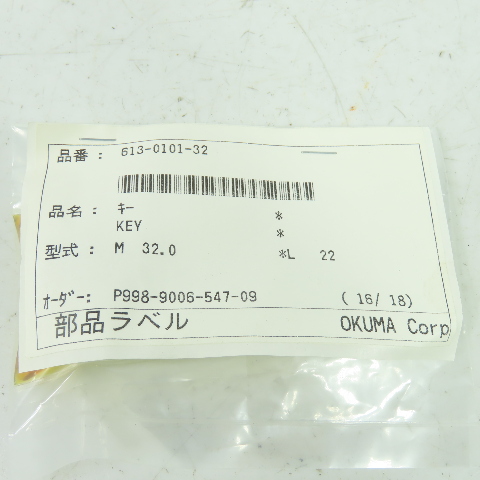 品番： 613-0101-32
品名： ｷｰ *
KEY *
型式： M 32.0 *L 22
ｵｰﾀﾞｰ: P998-9006-547-09 ( 16/ 18)
部品ラベル OKUMA Corp